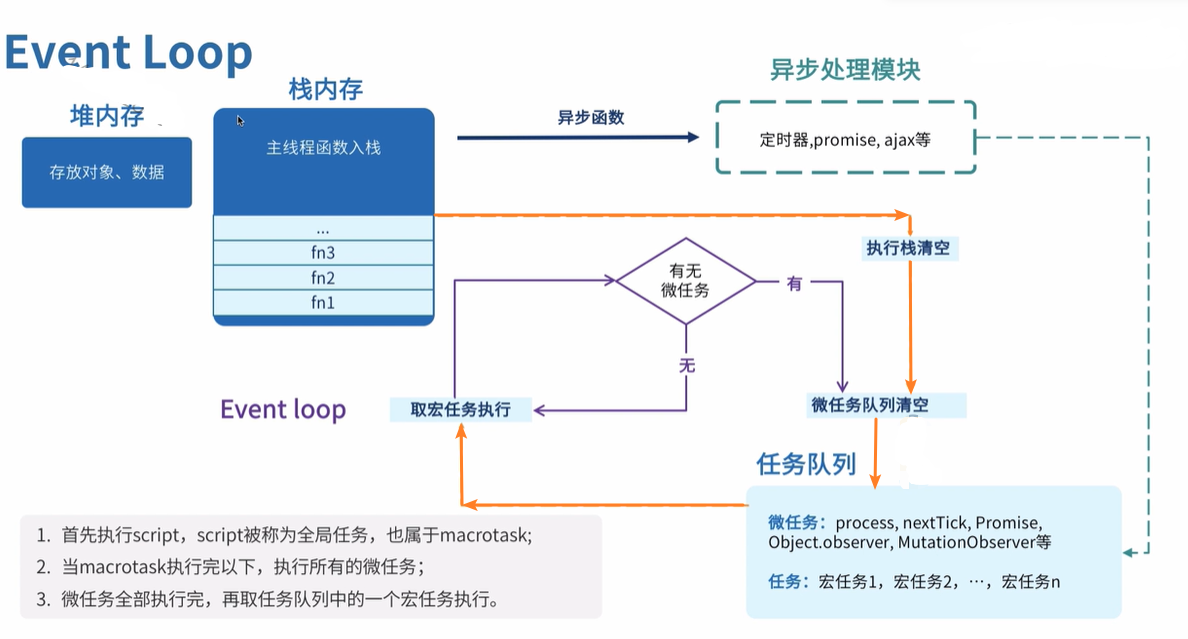 Event Loop
堆内存
存放对象、数据
栈内存
主线程函数入栈
...
fn3
fn2
fn1
异步函数
异步处理模块
定时器,promise, ajax等
执行栈清空
有无
微任务
有
无
Event loop
取宏任务执行
微任务队列清空
任务队列
微任务：process, nextTick, Promise,
Object.observer, MutationObserver等
任务：宏任务1，宏任务2，…，宏任务n
1. 首先执行script，script被称为全局任务，也属于macrotask;
2. 当macrotask执行完以下，执行所有的微任务；
3. 微任务全部执行完，再取任务队列中的一个宏任务执行。